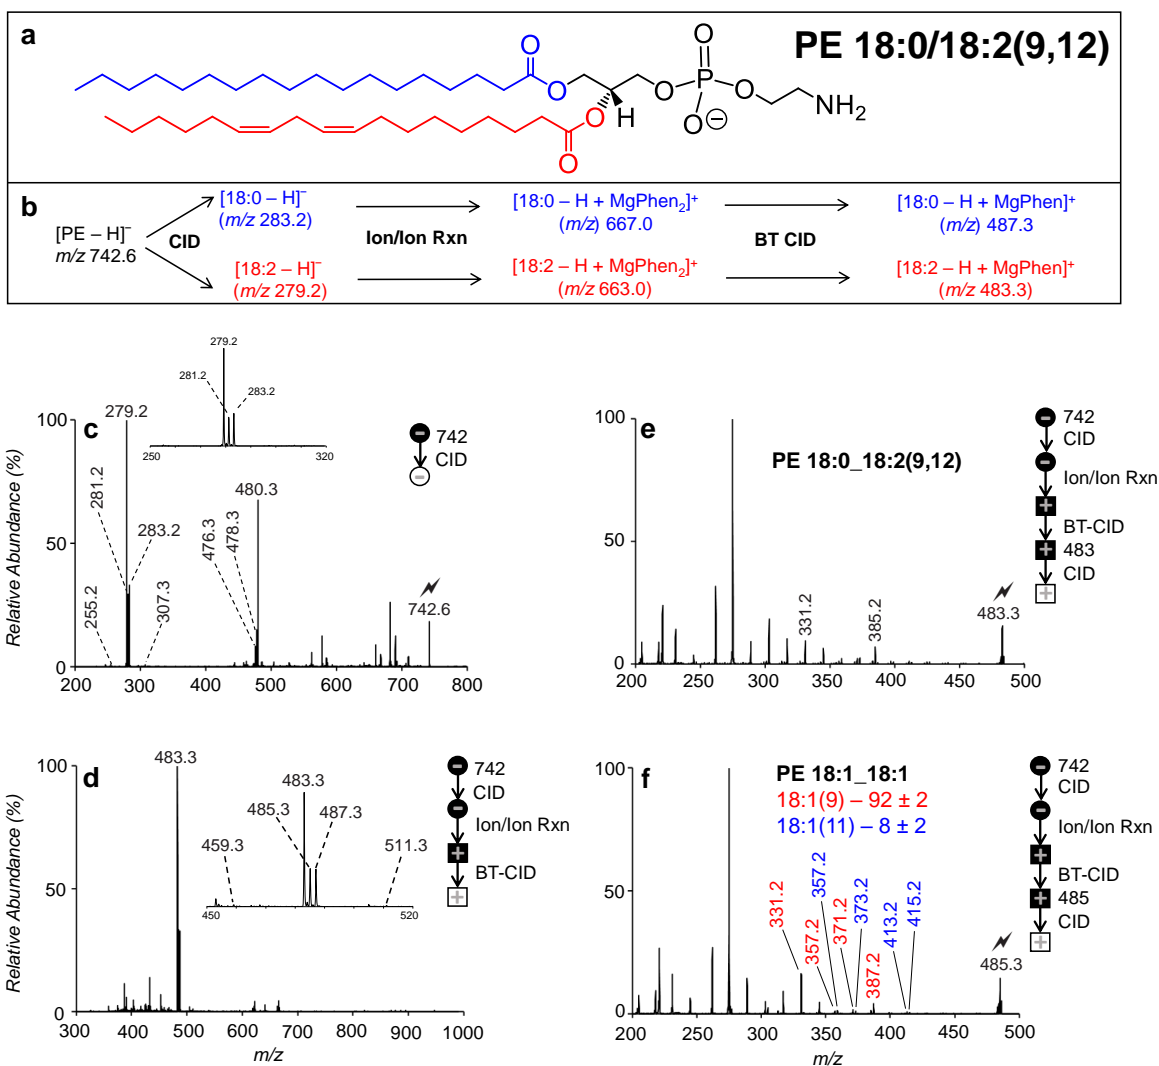 a
PE 18:0/18:2(9,12)
O
O
O
P
O
NH2
O⊖
O
H
O
b
[PE – H]⁻
m/z 742.6
CID
[18:0 – H]⁻
(m/z 283.2)
[18:2 – H]⁻
(m/z 279.2)
Ion/Ion Rxn
[18:0 – H + MgPhen₂]⁺
(m/z) 667.0)
[18:2 – H + MgPhen₂]⁺
(m/z 663.0)
BT CID
[18:0 – H + MgPhen]⁺
(m/z) 487.3)
[18:2 – H + MgPhen]⁺
(m/z 483.3)
c
Relative Abundance (%)
100
50
0
200 300 400 500 600 700 800
279.2
281.2
283.2
255.2
307.3
476.3
478.3
480.3
742.6
279.2
281.2
283.2
250 320
742
CID
d
Relative Abundance (%)
100
50
0
300 400 500 600 700 800 900 1000
m/z
483.3
483.3
485.3
487.3
459.3
511.3
450 520
742
CID
Ion/Ion Rxn
BT-CID
e
PE 18:0_18:2(9,12)
100
50
0
200 250 300 350 400 450 500
331.2
385.2
483.3
742
CID
Ion/Ion Rxn
BT-CID
483
CID
f
PE 18:1_18:1
18:1(9) – 92 ± 2
18:1(11) – 8 ± 2
100
50
0
200 250 300 350 400 450 500
m/z
331.2
357.2
357.2
371.2
373.2
387.2
413.2
415.2
485.3
742
CID
Ion/Ion Rxn
BT-CID
485
CID